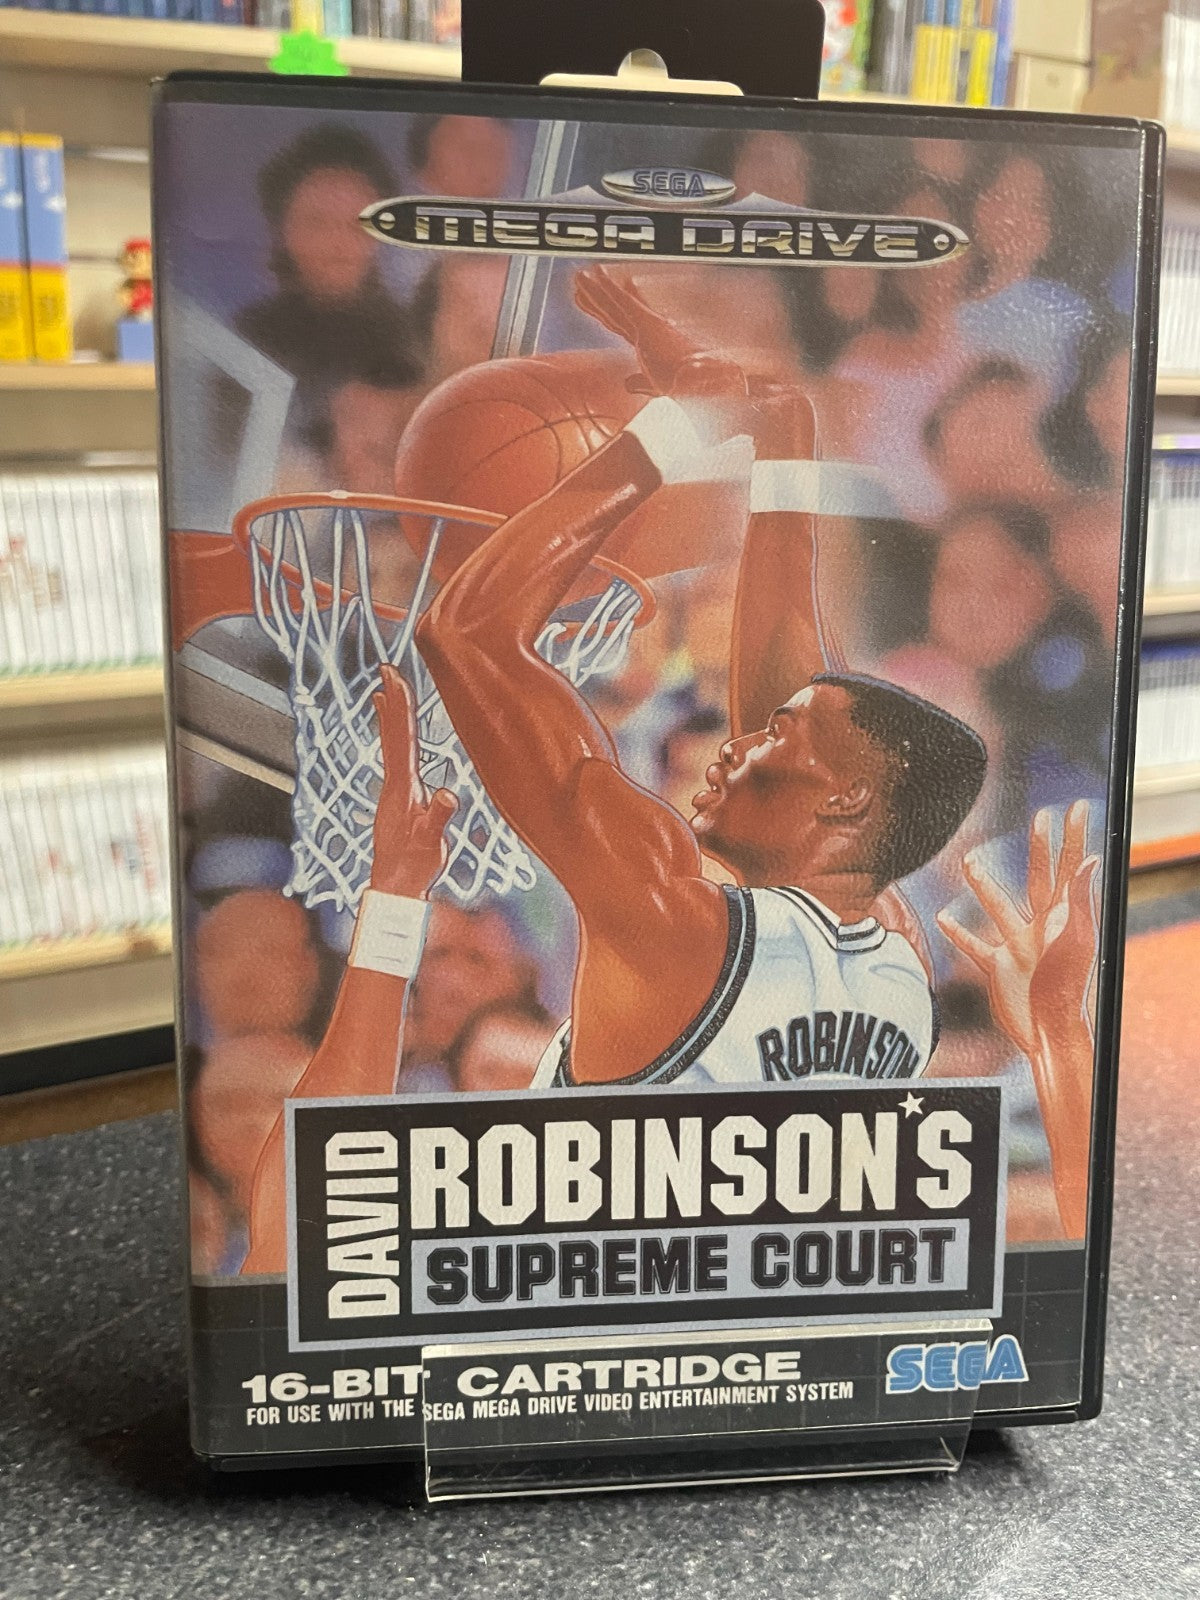 SEGA
MEGA DRIVE
ROBINSON
DAVID
ROBINSON'S
SUPREME COURT
16-BIT CARTRIDGE
FOR USE WITH THE SEGA MEGA DRIVE VIDEO ENTERTAINMENT SYSTEM
SEGA